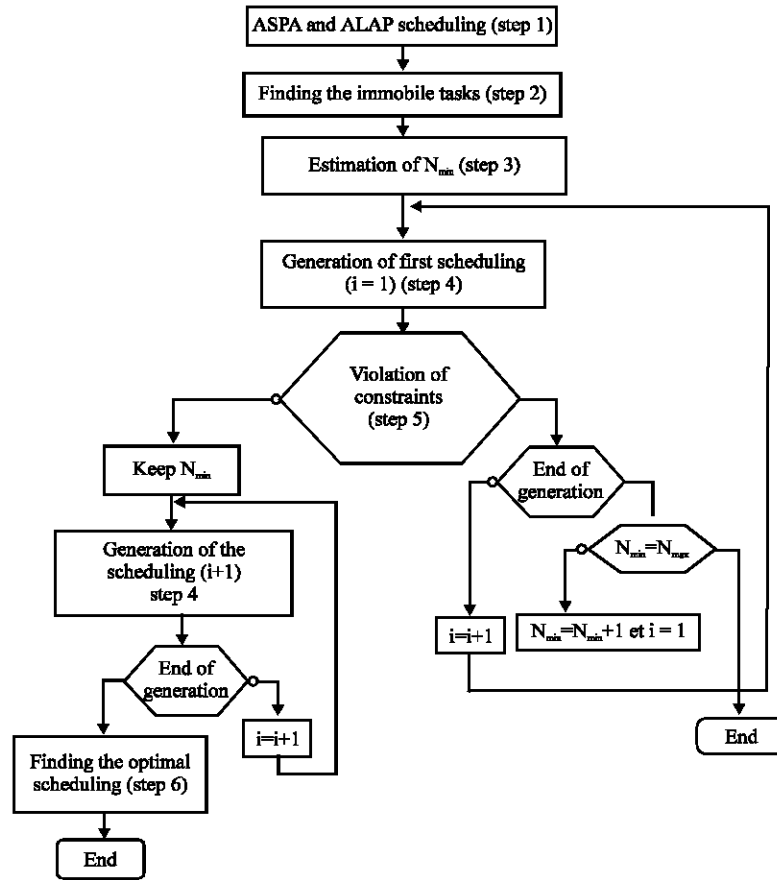 ASPA and ALAP scheduling (step 1)
Finding the immobile tasks (step 2)
Estimation of Nmin (step 3)
Generation of first scheduling
(i = 1) (step 4)
Violation of
constraints
(step 5)
Keep Nmin
Generation of the
scheduling (i+1)
step 4
End of
generation
i=i+1
Finding the optimal
scheduling (step 6)
End
End of
generation
Nmin=Nmax
i=i+1
Nmin=Nmin+1 et i = 1
End